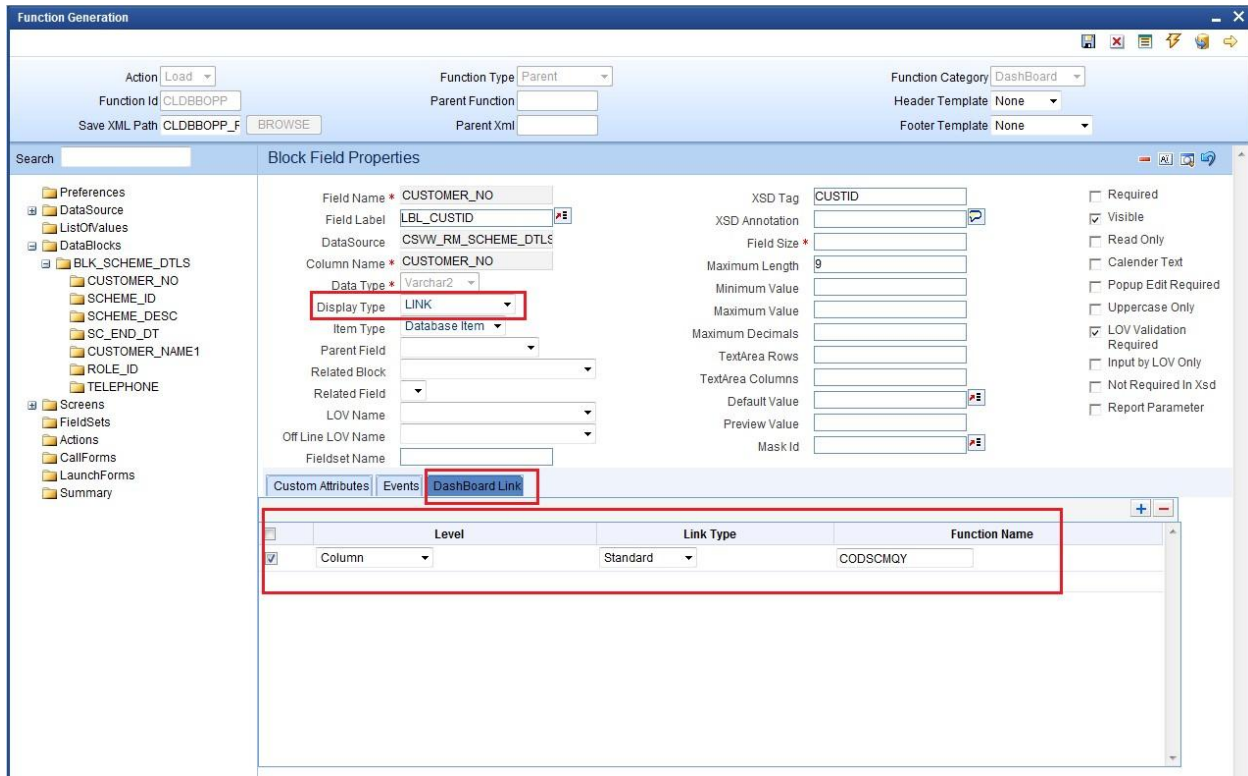 Function Generation
Action Load
Function Type Parent
Function Category DashBoard
Function Id CLDBBOPP
Parent Function
Header Template None
Save XML Path CLDBBOPP_F BROWSE
Parent Xml
Footer Template None
Search
Preferences
DataSource
ListOfValues
DataBlocks
BLK_SCHEME_DTLS
CUSTOMER_NO
SCHEME_ID
SCHEME_DESC
SC_END_DT
CUSTOMER_NAME1
ROLE_ID
TELEPHONE
Screens
FieldSets
Actions
CallForms
LaunchForms
Summary
Block Field Properties
Field Name * CUSTOMER_NO
Field Label LBL_CUSTID
DataSource CSVW_RM_SCHEME_DTLS
Column Name * CUSTOMER_NO
Data Type * Varchar2
Display Type LINK
Item Type Database Item
Parent Field
Related Block
Related Field
LOV Name
Off Line LOV Name
Fieldset Name
XSD Tag CUSTID
XSD Annotation
Field Size *
Maximum Length 9
Minimum Value
Maximum Value
Maximum Decimals
TextArea Rows
TextArea Columns
Default Value
Preview Value
Mask Id
Required
Visible
Read Only
Calender Text
Popup Edit Required
Uppercase Only
LOV Validation
Required
Input by LOV Only
Not Required In Xsd
Report Parameter
Custom Attributes Events DashBoard Link
Level Link Type Function Name
Column Standard CODSCMQY